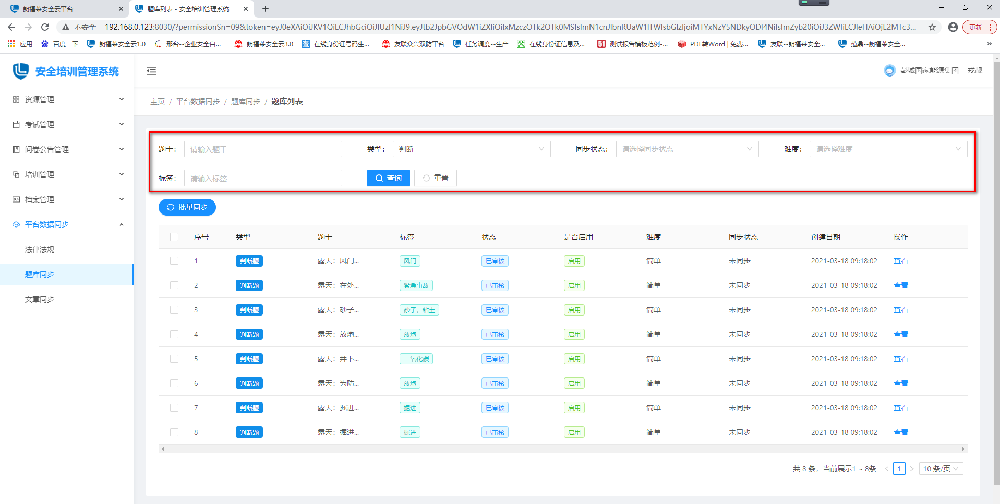 朗福莱安全云平台
题库列表 - 安全培训管理系统
不安全
192.168.0.123:8030/?permissionSn=09&token=
更新
应用
百度一下
朗福莱安全云1.0
邢台--企业安全自...
朗福莱安全云3.0
查 在线身份证号码生...
友联众兴双防平台
任务调度--生产
在线身份证信息及...
51 测试报告模板范例-...
PDF转Word | 免费...
友联--朗福莱安全...
蕴鼎--朗福莱安全...
安全培训管理系统
彭城国家能源集团 戎靓
资源管理
考试管理
问卷公告管理
培训管理
档案管理
平台数据同步
法律法规
题库同步
文章同步
主页 / 平台数据同步 / 题库同步 / 题库列表
题干: 请输入题干 类型: 判断 同步状态: 请选择同步状态 难度: 请选择难度
标签: 请输入标签 查询 重置
批量同步
序号 类型 题干 标签 状态 是否启用 难度 同步状态 创建日期 操作
1 判断题 露天：风门... 风门 已审核 启用 简单 未同步 2021-03-18 09:18:02 查看
2 判断题 露天：在处... 紧急事故 已审核 启用 简单 未同步 2021-03-18 09:18:02 查看
3 判断题 露天：砂子... 砂子，粘土 已审核 启用 简单 未同步 2021-03-18 09:18:02 查看
4 判断题 露天：放炮... 放炮 已审核 启用 简单 未同步 2021-03-18 09:18:02 查看
5 判断题 露天：井下... 一氧化碳 已审核 启用 简单 未同步 2021-03-18 09:18:02 查看
6 判断题 露天：为防... 放炮 已审核 启用 简单 未同步 2021-03-18 09:18:02 查看
7 判断题 露天：掘进... 掘进 已审核 启用 简单 未同步 2021-03-18 09:18:02 查看
8 判断题 露天：掘进... 掘进 已审核 启用 简单 未同步 2021-03-18 09:18:02 查看
共 8 条，当前展示1 ~ 8条 < 1 > 10 条/页